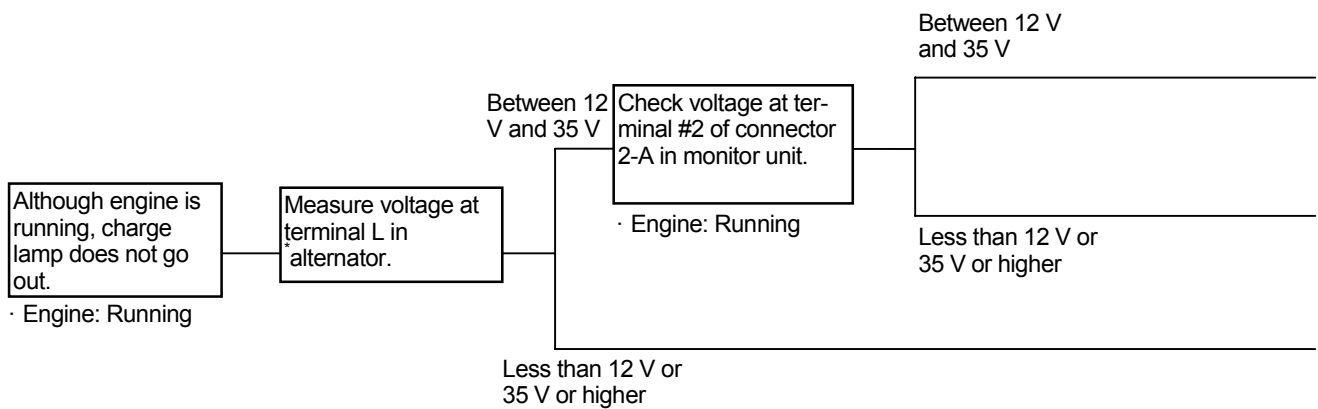 Although engine is
running, charge
lamp does not go
out.
· Engine: Running
Measure voltage at
terminal L in
*alternator.
Between 12
V and 35 V
Less than 12 V or
35 V or higher
Check voltage at ter-
minal #2 of connector
2-A in monitor unit.
· Engine: Running
Between 12 V
and 35 V
Less than 12 V or
35 V or higher